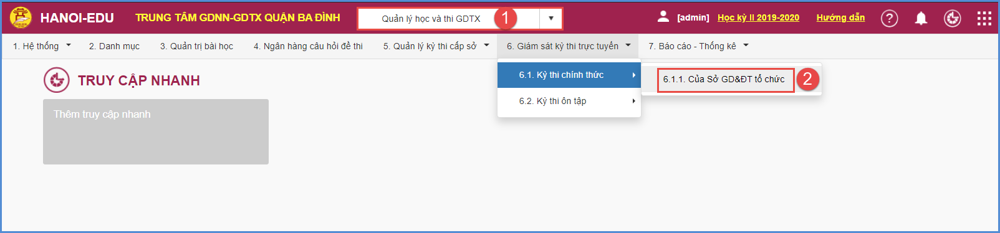 HANOI-EDU TRUNG TÂM GDNN-GDTX QUẬN BA ĐÌNH Quản lý học và thi GDTX 1 [admin] Học kỳ II 2019-2020 Hướng dẫn ?
1. Hệ thống 2. Danh mục 3. Quản trị bài học 4. Ngân hàng câu hỏi đề thi 5. Quản lý kỳ thi cấp sở 6. Giám sát kỳ thi trực tuyến 7. Báo cáo - Thống kê
TRUY CẬP NHANH
6.1. Kỳ thi chính thức
6.1.1. Của Sở GD&ĐT tổ chức 2
6.2. Kỳ thi ôn tập
Thêm truy cập nhanh